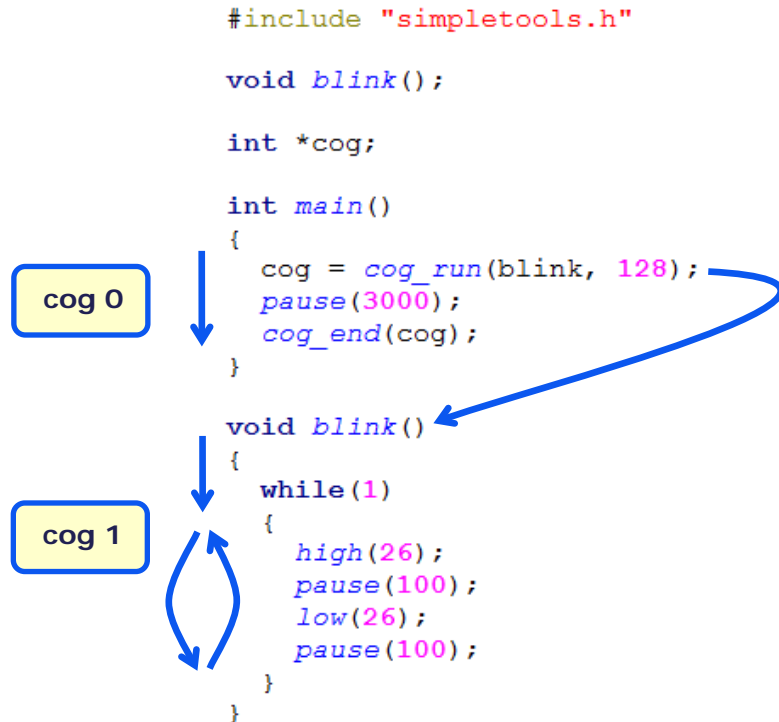 #include "simpletools.h"
void blink();
int *cog;
int main()
{
cog = cog_run(blink, 128);
cog 0
pause(3000);
cog_end(cog);
}
void blink()
{
while(1)
cog 1
{
high(26);
pause(100);
low(26);
pause(100);
}
}